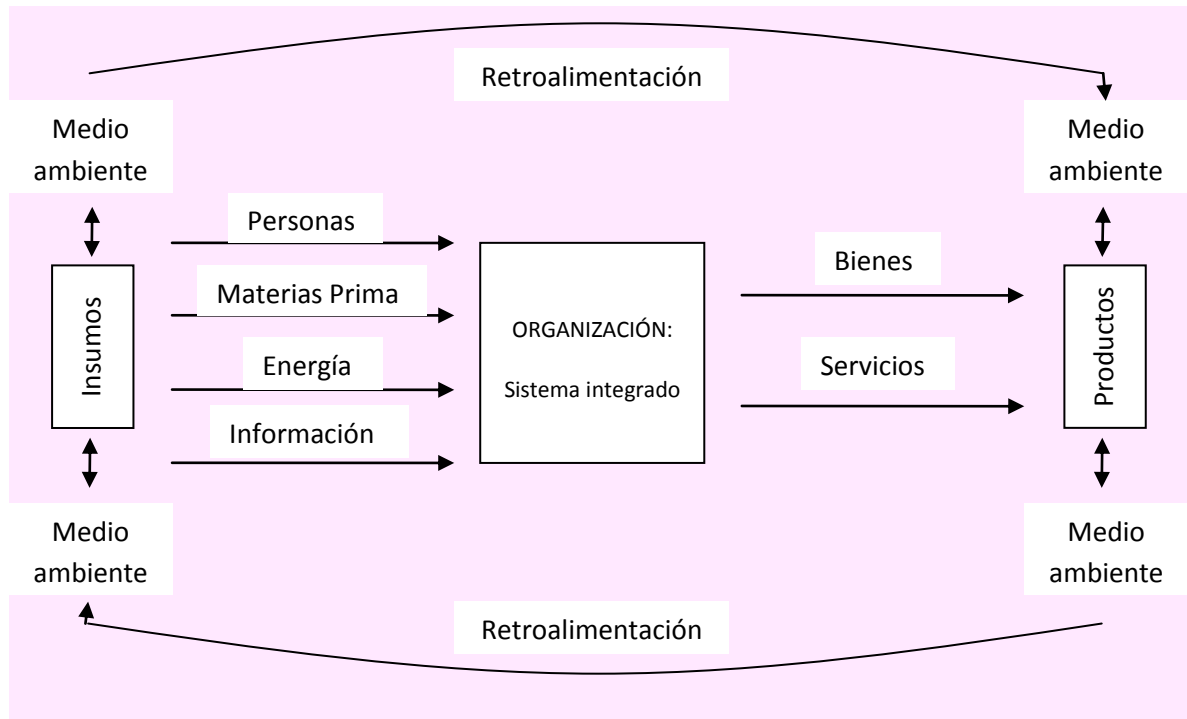 Retroalimentación
Medio
ambiente
Medio
ambiente
Personas
Materias Prima
Energía
Información
Insumos
ORGANIZACIÓN:
Sistema integrado
Bienes
Servicios
Productos
Medio
ambiente
Medio
ambiente
Retroalimentación